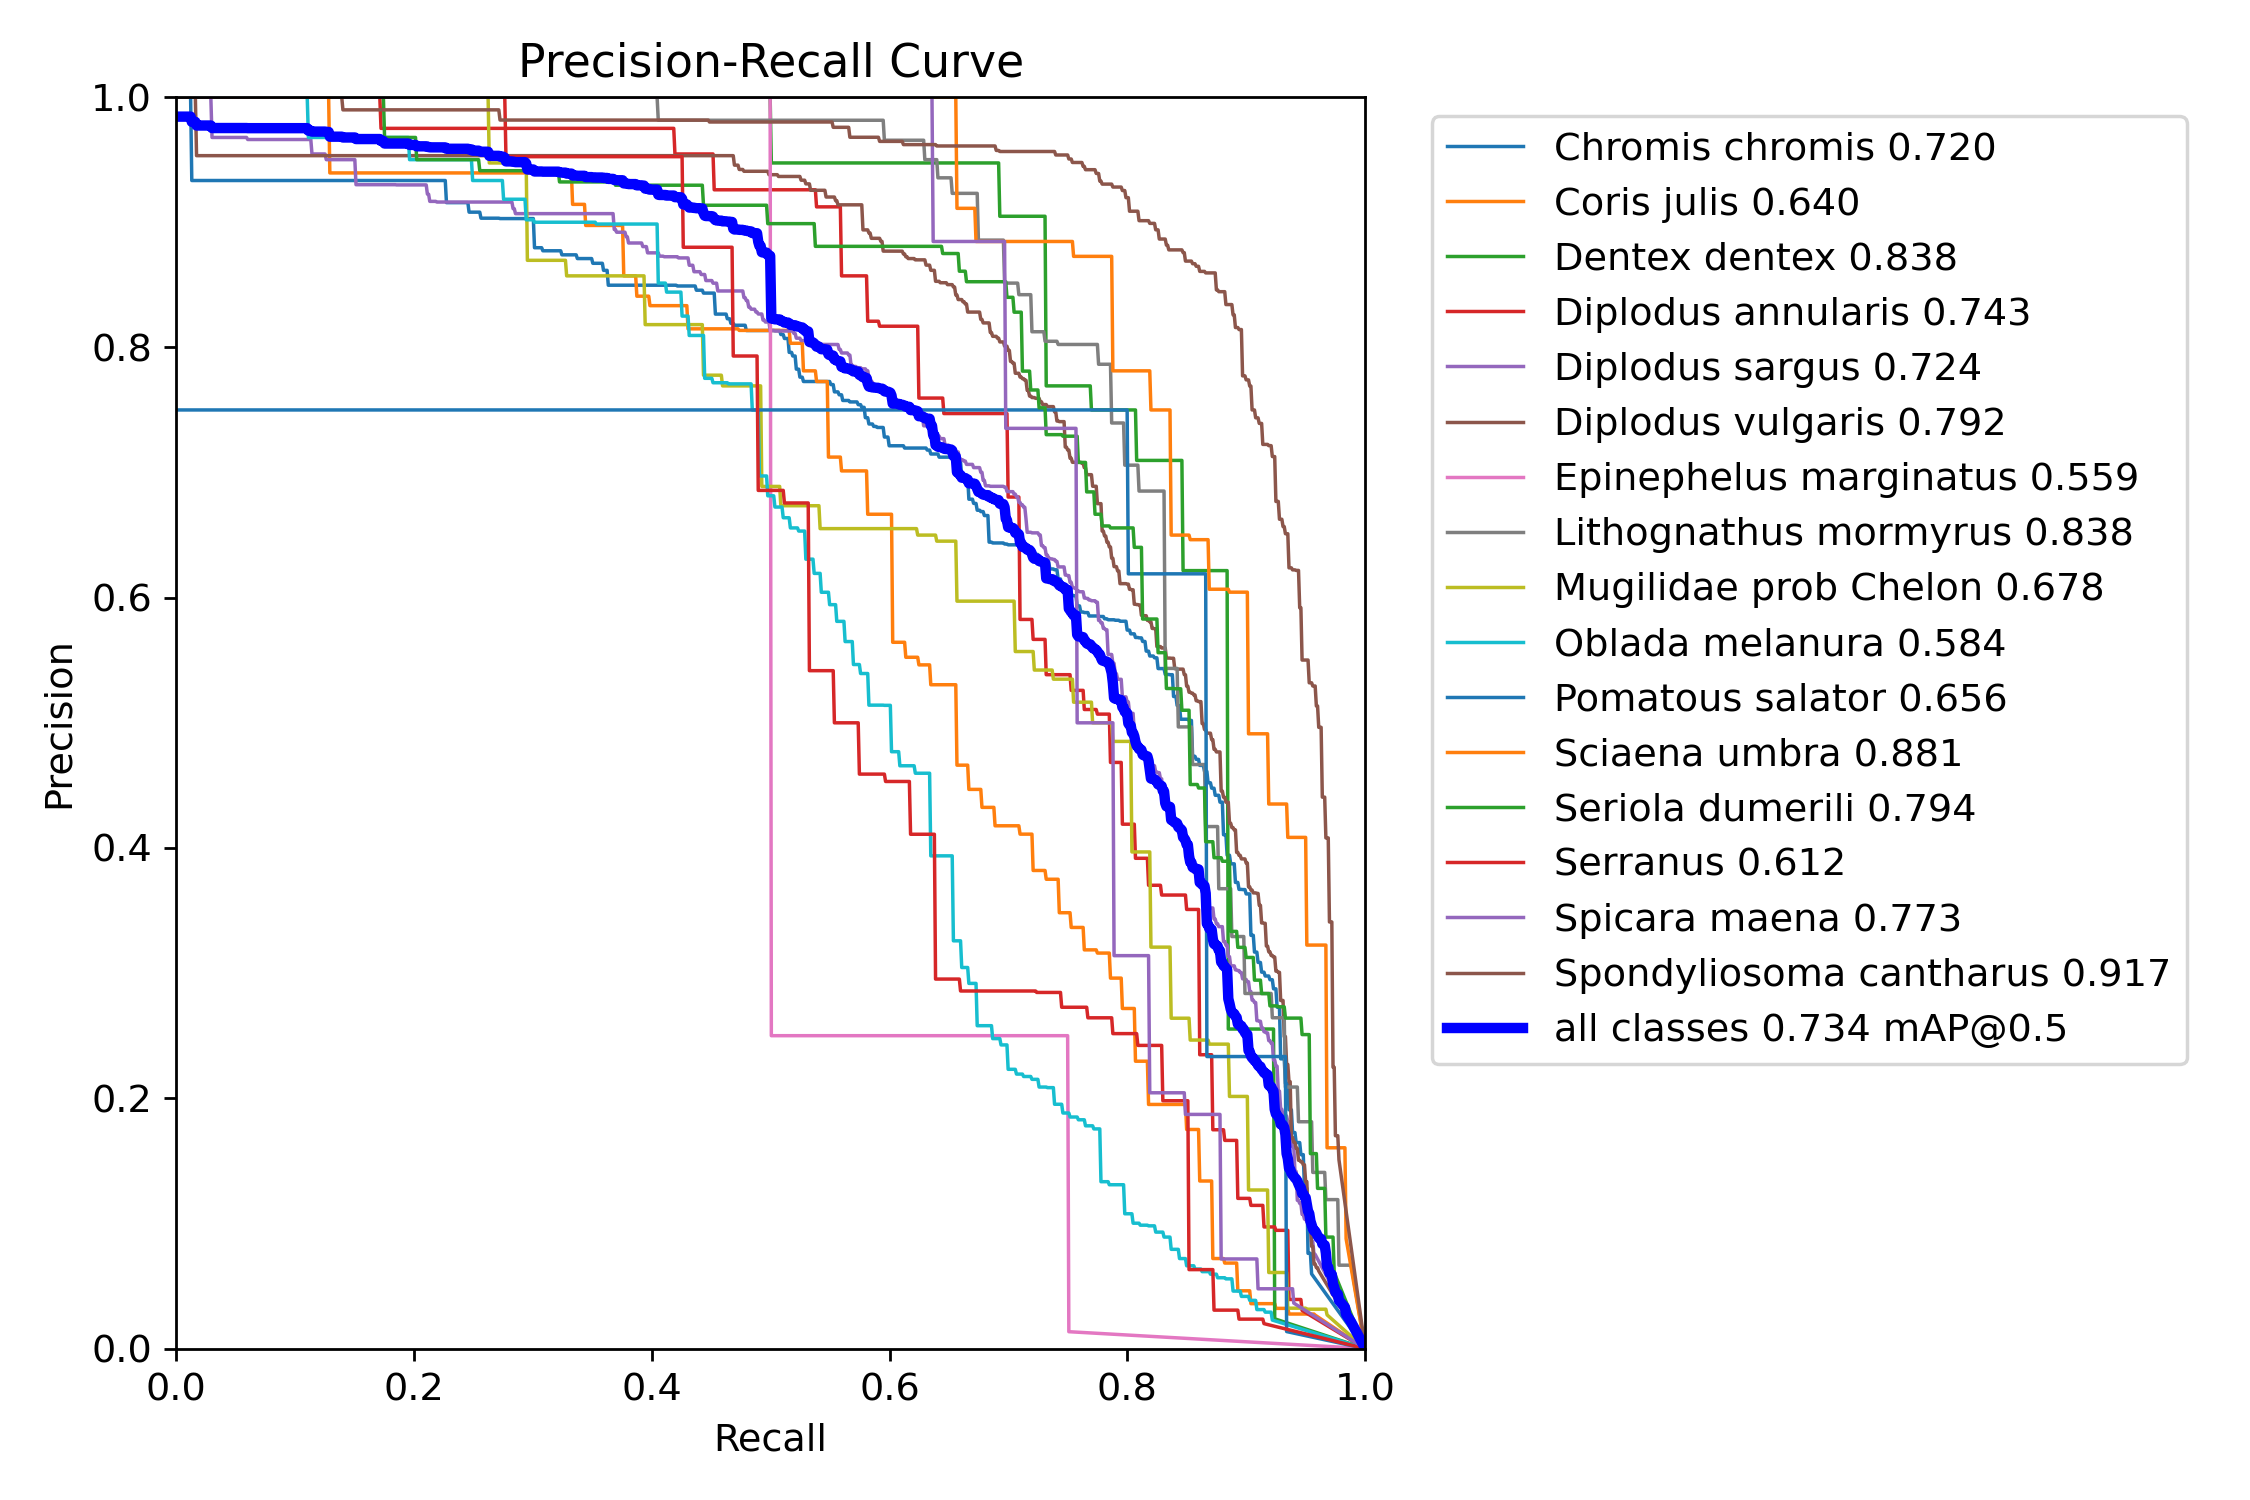 Precision-Recall Curve
1.0
0.8
0.6
0.4
0.2
0.0
Precision
0.0 0.2 0.4 0.6 0.8 1.0
Recall
Chromis chromis 0.720
Coris julis 0.640
Dentex dentex 0.838
Diplodus annularis 0.743
Diplodus sargus 0.724
Diplodus vulgaris 0.792
Epinephelus marginatus 0.559
Lithognathus mormyrus 0.838
Mugilidae prob Chelon 0.678
Oblada melanura 0.584
Pomatous salator 0.656
Sciaena umbra 0.881
Seriola dumerili 0.794
Serranus 0.612
Spicara maena 0.773
Spondyliosoma cantharus 0.917
all classes 0.734 mAP@0.5